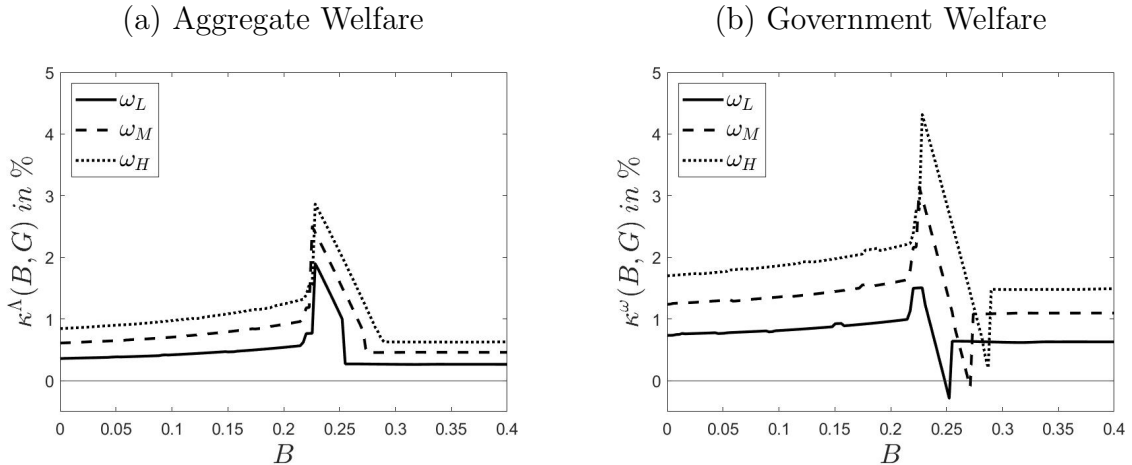 (a) Aggregate Welfare
κ^Λ(B, G) in %
5
4
3
2
1
0
ω_L
ω_M
ω_H
0 0.05 0.1 0.15 0.2 0.25 0.3 0.35 0.4
B
(b) Government Welfare
κ^ω(B, G) in %
5
4
3
2
1
0
ω_L
ω_M
ω_H
0 0.05 0.1 0.15 0.2 0.25 0.3 0.35 0.4
B